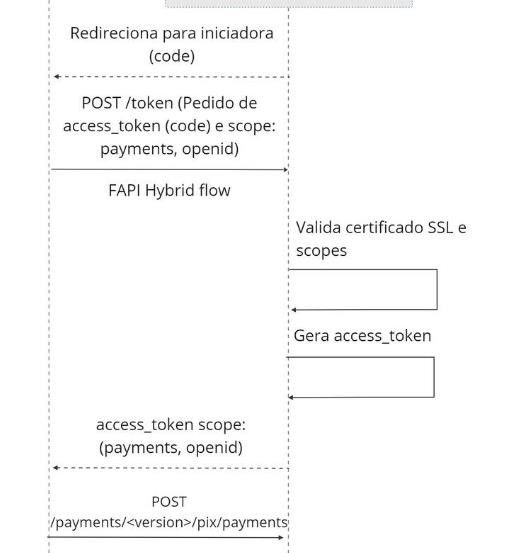 Redireciona para iniciadora
(code)
POST /token (Pedido de
access_token (code) e scope:
payments, openid)
FAPI Hybrid flow
Valida certificado SSL e
scopes
Gera access_token
access_token scope:
(payments, openid)
POST
/payments/<version>/pix/payments